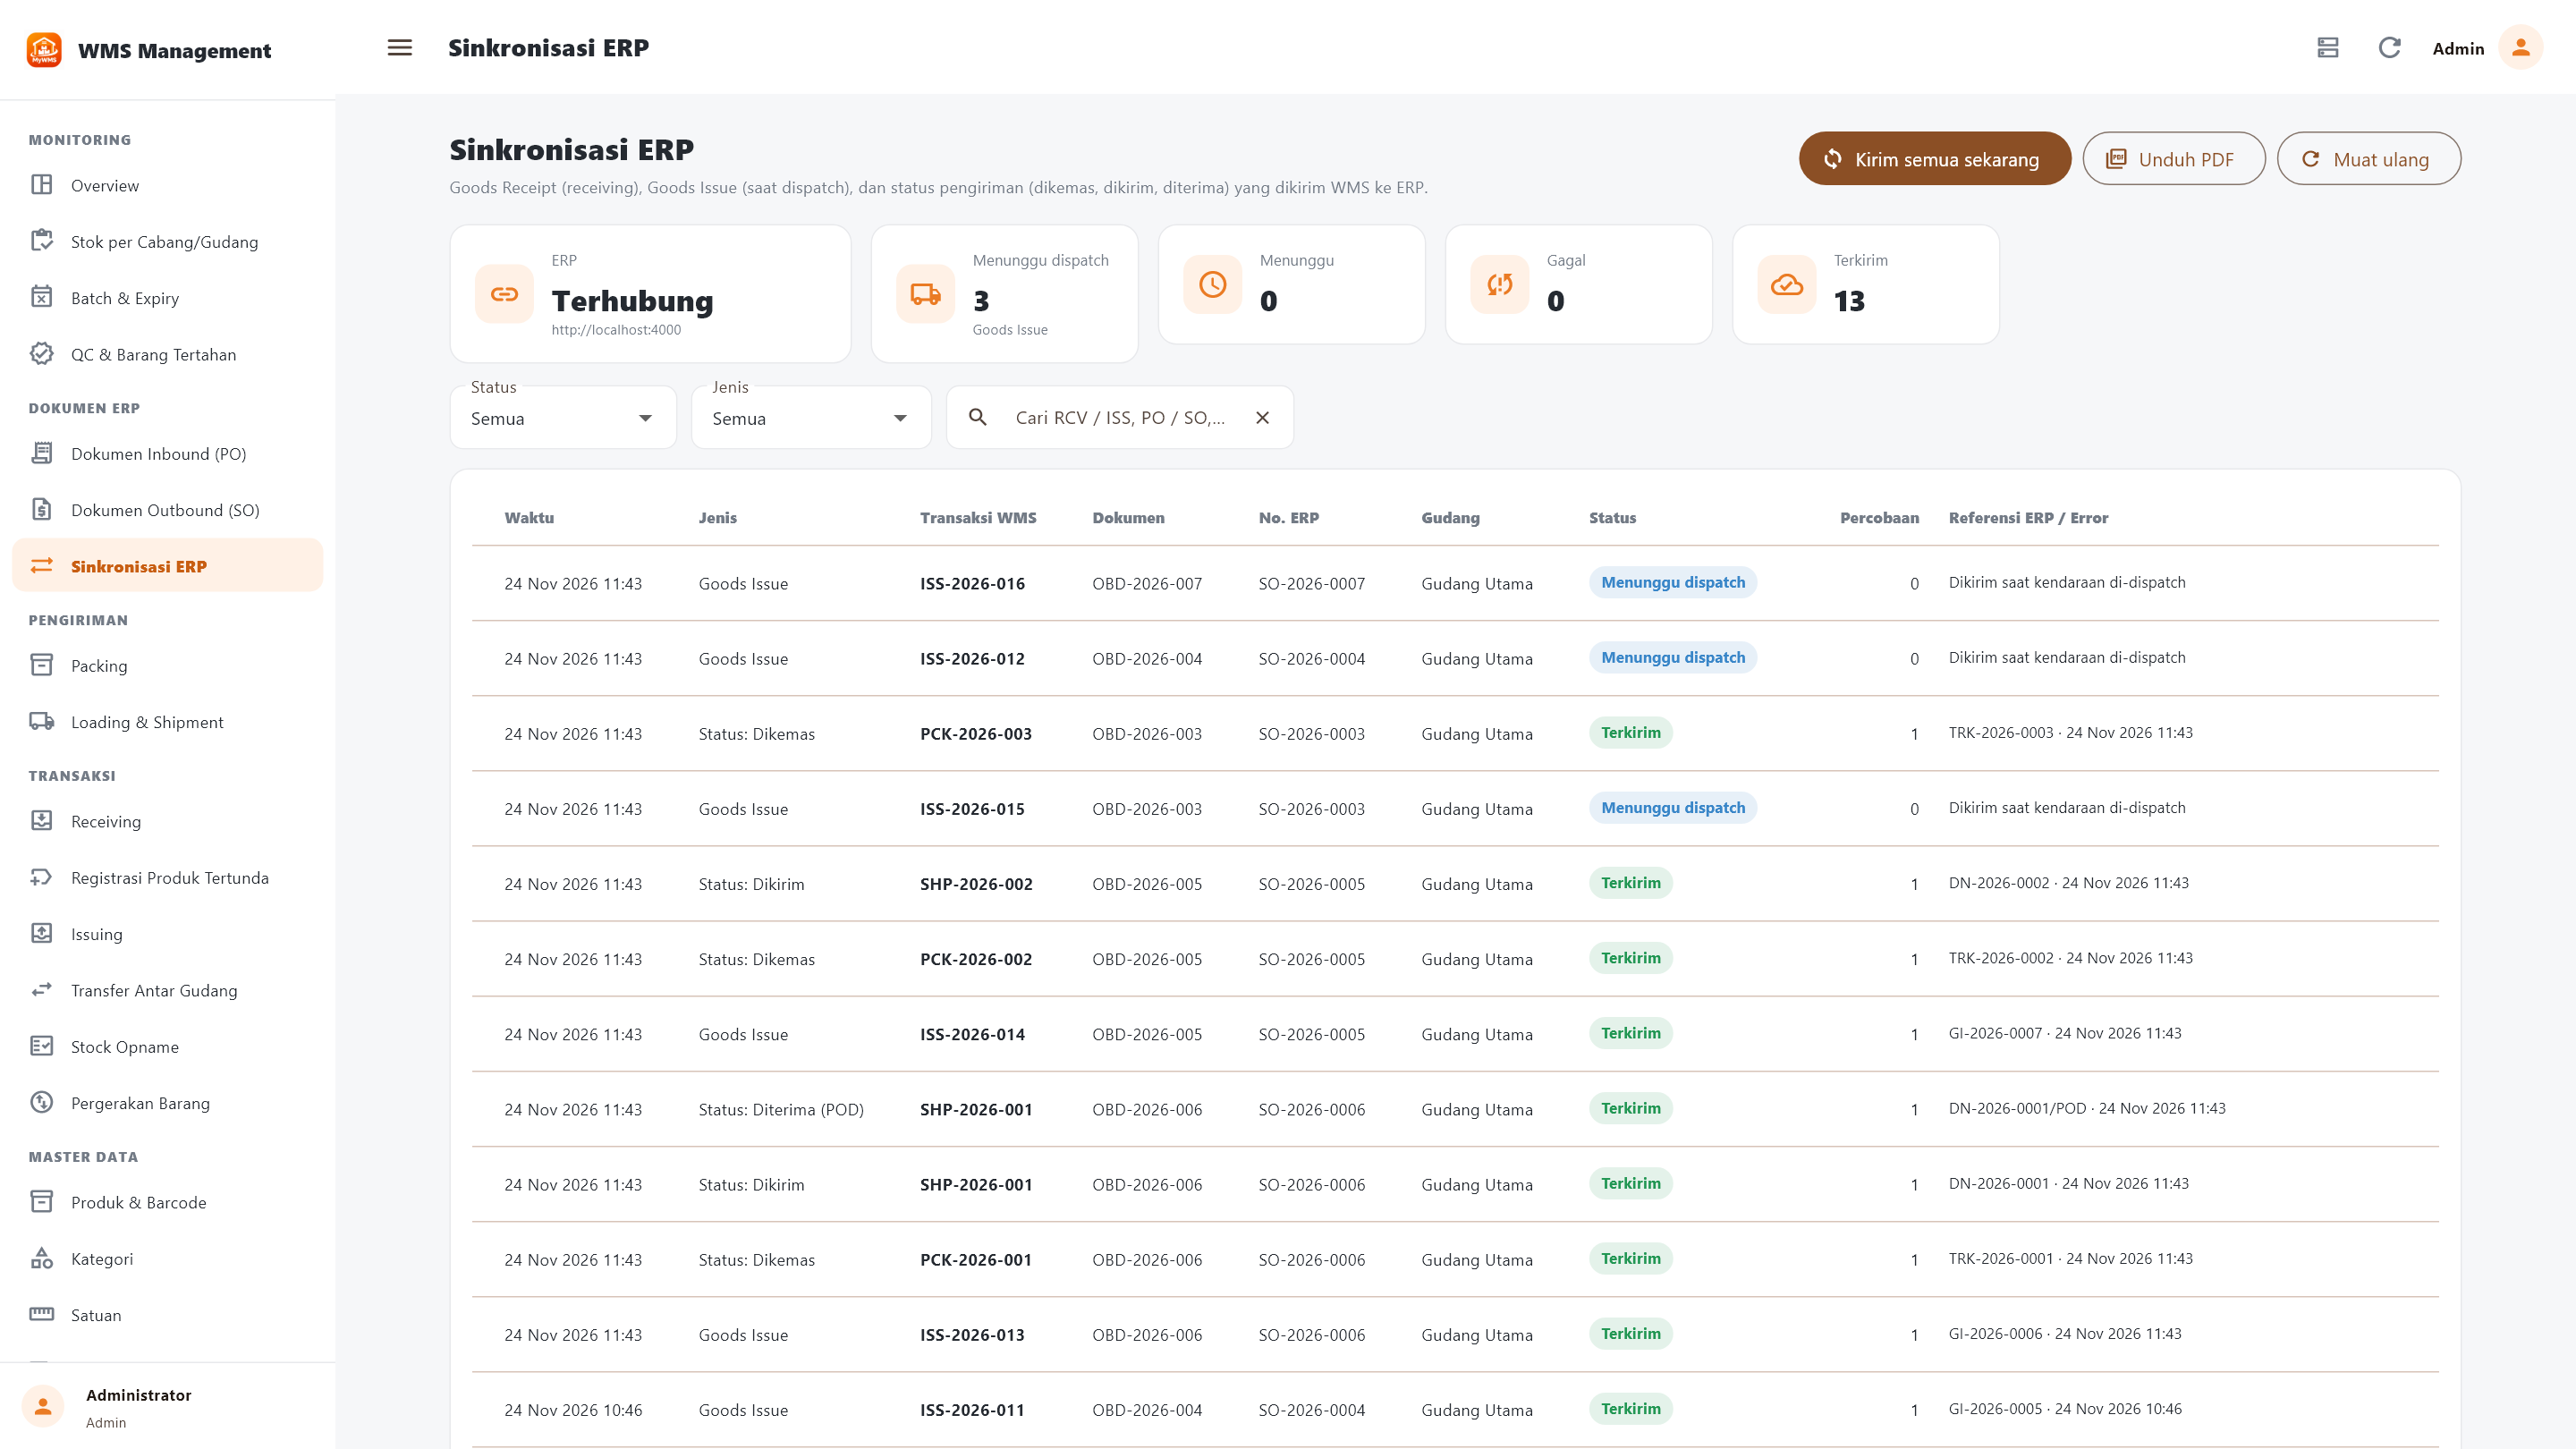 MyWMS
WMS Management
Sinkronisasi ERP
Admin
MONITORING
Overview
Stok per Cabang/Gudang
Batch & Expiry
QC & Barang Tertahan
DOKUMEN ERP
Dokumen Inbound (PO)
Dokumen Outbound (SO)
Sinkronisasi ERP
PENGIRIMAN
Packing
Loading & Shipment
TRANSAKSI
Receiving
Registrasi Produk Tertunda
Issuing
Transfer Antar Gudang
Stock Opname
Pergerakan Barang
MASTER DATA
Produk & Barcode
Kategori
Satuan
Administrator
Admin
Sinkronisasi ERP
Goods Receipt (receiving), Goods Issue (saat dispatch), dan status pengiriman (dikemas, dikirim, diterima) yang dikirim WMS ke ERP.
Kirim semua sekarang
PDF Unduh PDF
Muat ulang
ERP
Terhubung
http://localhost:4000
Menunggu dispatch
3
Goods Issue
Menunggu
0
Gagal
0
Terkirim
13
Status
Semua
Jenis
Semua
Cari RCV / ISS, PO / SO,...
Waktu Jenis Transaksi WMS Dokumen No. ERP Gudang Status Percobaan Referensi ERP / Error
24 Nov 2026 11:43 Goods Issue ISS-2026-016 OBD-2026-007 SO-2026-0007 Gudang Utama Menunggu dispatch 0 Dikirim saat kendaraan di-dispatch
24 Nov 2026 11:43 Goods Issue ISS-2026-012 OBD-2026-004 SO-2026-0004 Gudang Utama Menunggu dispatch 0 Dikirim saat kendaraan di-dispatch
24 Nov 2026 11:43 Status: Dikemas PCK-2026-003 OBD-2026-003 SO-2026-0003 Gudang Utama Terkirim 1 TRK-2026-0003 · 24 Nov 2026 11:43
24 Nov 2026 11:43 Goods Issue ISS-2026-015 OBD-2026-003 SO-2026-0003 Gudang Utama Menunggu dispatch 0 Dikirim saat kendaraan di-dispatch
24 Nov 2026 11:43 Status: Dikirim SHP-2026-002 OBD-2026-005 SO-2026-0005 Gudang Utama Terkirim 1 DN-2026-0002 · 24 Nov 2026 11:43
24 Nov 2026 11:43 Status: Dikemas PCK-2026-002 OBD-2026-005 SO-2026-0005 Gudang Utama Terkirim 1 TRK-2026-0002 · 24 Nov 2026 11:43
24 Nov 2026 11:43 Goods Issue ISS-2026-014 OBD-2026-005 SO-2026-0005 Gudang Utama Terkirim 1 GI-2026-0007 · 24 Nov 2026 11:43
24 Nov 2026 11:43 Status: Diterima (POD) SHP-2026-001 OBD-2026-006 SO-2026-0006 Gudang Utama Terkirim 1 DN-2026-0001/POD · 24 Nov 2026 11:43
24 Nov 2026 11:43 Status: Dikirim SHP-2026-001 OBD-2026-006 SO-2026-0006 Gudang Utama Terkirim 1 DN-2026-0001 · 24 Nov 2026 11:43
24 Nov 2026 11:43 Status: Dikemas PCK-2026-001 OBD-2026-006 SO-2026-0006 Gudang Utama Terkirim 1 TRK-2026-0001 · 24 Nov 2026 11:43
24 Nov 2026 11:43 Goods Issue ISS-2026-013 OBD-2026-006 SO-2026-0006 Gudang Utama Terkirim 1 GI-2026-0006 · 24 Nov 2026 11:43
24 Nov 2026 10:46 Goods Issue ISS-2026-011 OBD-2026-004 SO-2026-0004 Gudang Utama Terkirim 1 GI-2026-0005 · 24 Nov 2026 10:46